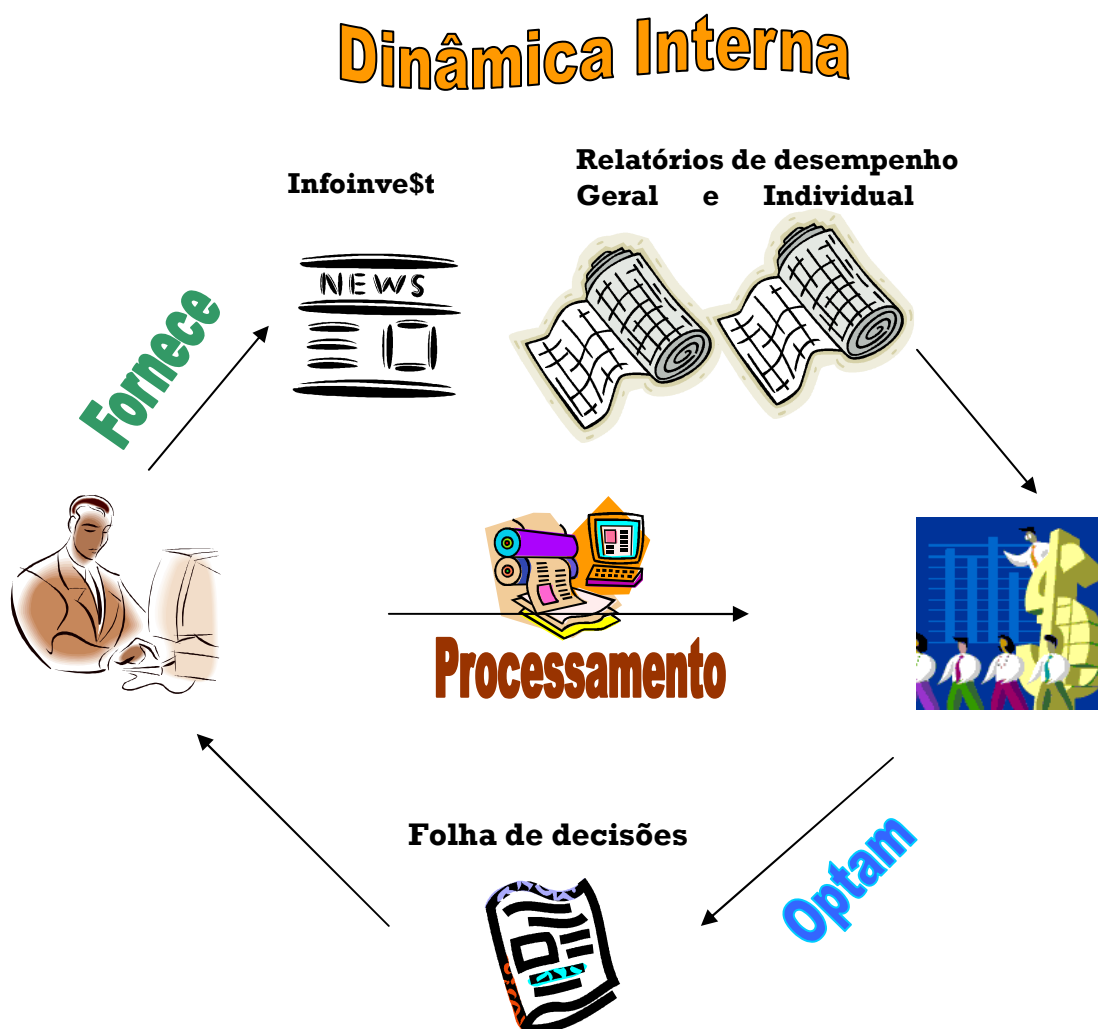 Dinâmica Interna
Relatórios de desempenho
Infoinve$t
Geral e Individual
NEWS
Fornece
Processamento
Folha de decisões
Optam